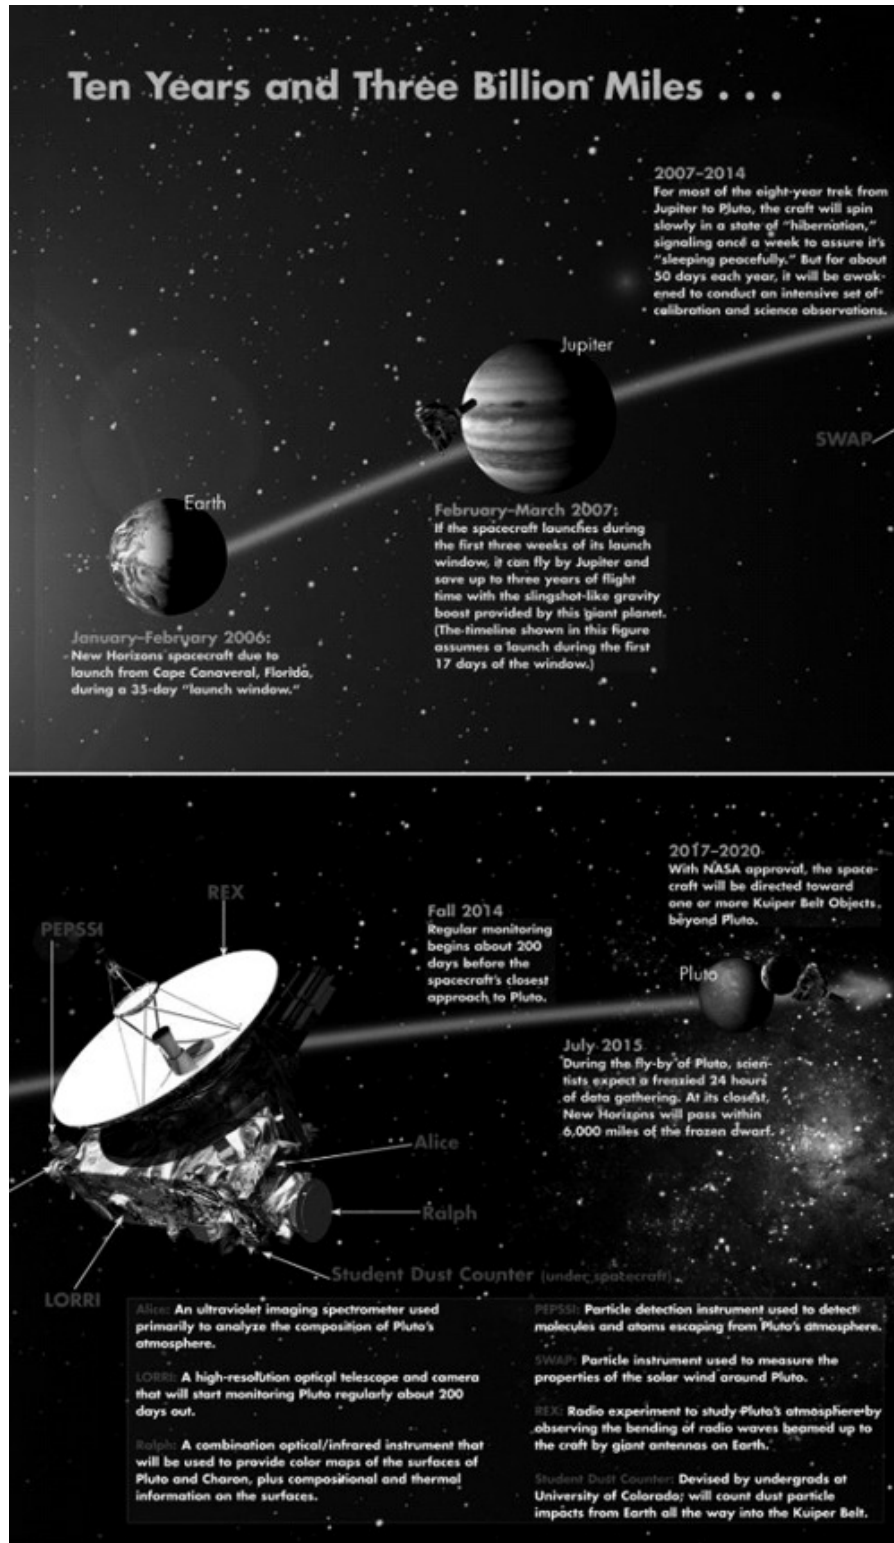 Ten Years and Three Billion Miles . . .
2007–2014
For most of the eight-year trek from
Jupiter to Pluto, the craft will spin
slowly in a state of "hibernation,"
signaling once a week to assure it's
"sleeping peacefully." But for about
50 days each year, it will be awak-
ened to conduct an intensive set of
calibration and science observations.
Jupiter
SWAP
Earth
February–March 2007:
If the spacecraft launches during
the first three weeks of its launch
window, it can fly by Jupiter and
save up to three years of flight
time with the slingshot-like gravity
boost provided by this giant planet.
(The timeline shown in this figure
assumes a launch during the first
17 days of the window.)
January–February 2006:
New Horizons spacecraft due to
launch from Cape Canaveral, Florida,
during a 35-day "launch window."
2017–2020
With NASA approval, the space-
craft will be directed toward
one or more Kuiper Belt Objects
beyond Pluto.
REX
PEPSSI
Fall 2014
Regular monitoring
begins about 200
days before the
spacecraft's closest
approach to Pluto.
Pluto
July 2015
During the fly-by of Pluto, scien-
tists expect a frenzied 24 hours
of data gathering. At its closest,
New Horizons will pass within
6,000 miles of the frozen dwarf.
Alice
Ralph
Student Dust Counter (under spacecraft)
LORRI
Alice: An ultraviolet imaging spectrometer used
primarily to analyze the composition of Pluto's
atmosphere.
LORRI: A high-resolution optical telescope and camera
that will start monitoring Pluto regularly about 200
days out.
Ralph: A combination optical/infrared instrument that
will be used to provide color maps of the surfaces of
Pluto and Charon, plus compositional and thermal
information on the surfaces.
PEPSSI: Particle detection instrument used to detect
molecules and atoms escaping from Pluto's atmosphere.
SWAP: Particle instrument used to measure the
properties of the solar wind around Pluto.
REX: Radio experiment to study Pluto's atmosphere by
observing the bending of radio waves beamed up to
the craft by giant antennas on Earth.
Student Dust Counter: Devised by undergrads at
University of Colorado; will count dust particle
impacts from Earth all the way into the Kuiper Belt.